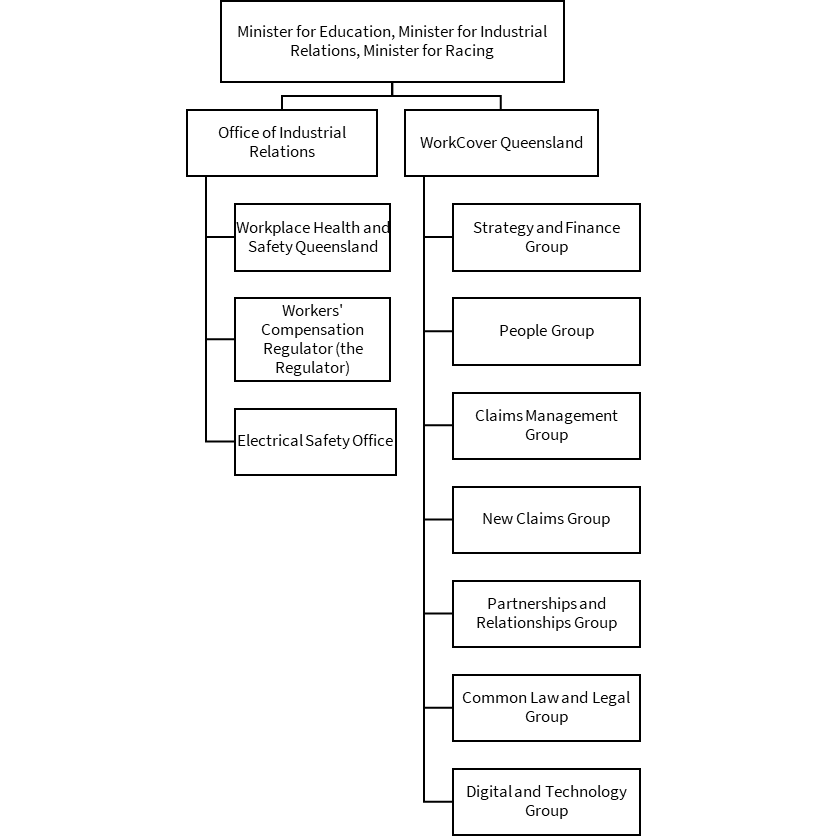 Minister for Education, Minister for Industrial
Relations, Minister for Racing
Office of Industrial
Relations
WorkCover Queensland
Workplace Health and
Safety Queensland
Workers'
Compensation
Regulator (the
Regulator)
Electrical Safety Office
Strategy and Finance
Group
People Group
Claims Management
Group
New Claims Group
Partnerships and
Relationships Group
Common Law and Legal
Group
Digital and Technology
Group